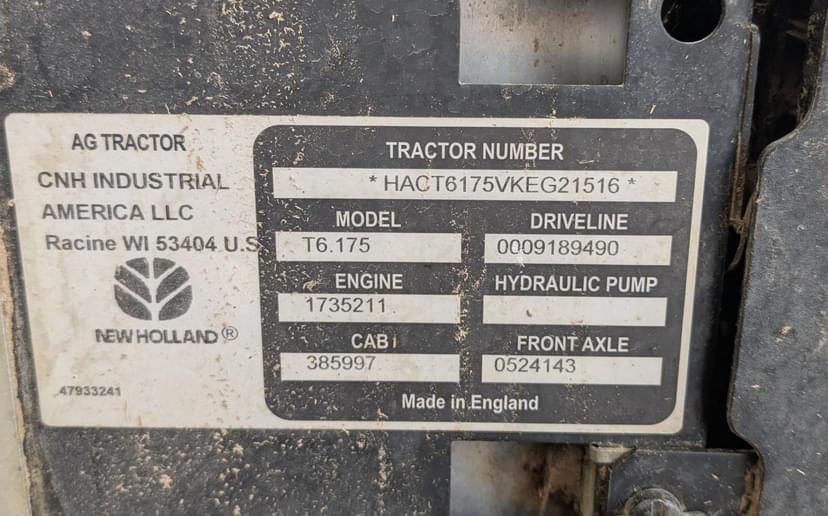 AG TRACTOR
CNH INDUSTRIAL
AMERICA LLC
Racine WI 53404 U.S
NEW HOLLAND®
47933241
TRACTOR NUMBER
* HACT6175VKEG21516 *
MODEL DRIVELINE
T6.175 0009189490
ENGINE HYDRAULIC PUMP
1735211
CAB FRONT AXLE
385997 0524143
Made in England